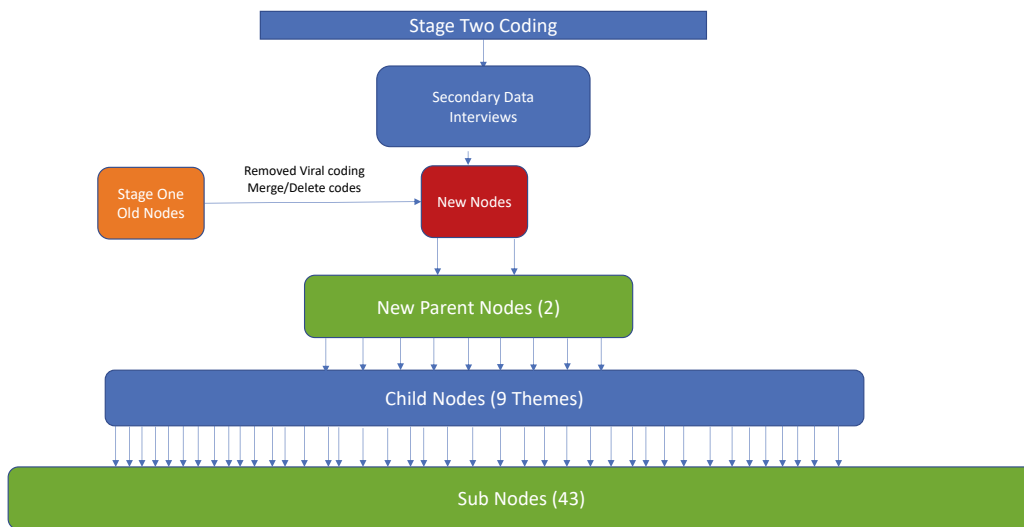 Stage Two Coding
Secondary Data
Interviews
Removed Viral coding
Merge/Delete codes
Stage One
Old Nodes
New Nodes
New Parent Nodes (2)
Child Nodes (9 Themes)
Sub Nodes (43)